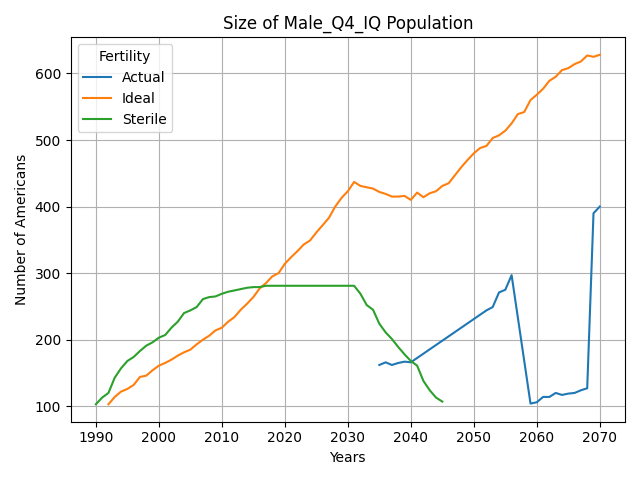 Size of Male_Q4_IQ Population
Fertility
Actual
Ideal
Sterile
Number of Americans
600
500
400
300
200
100
1990 2000 2010 2020 2030 2040 2050 2060 2070
Years